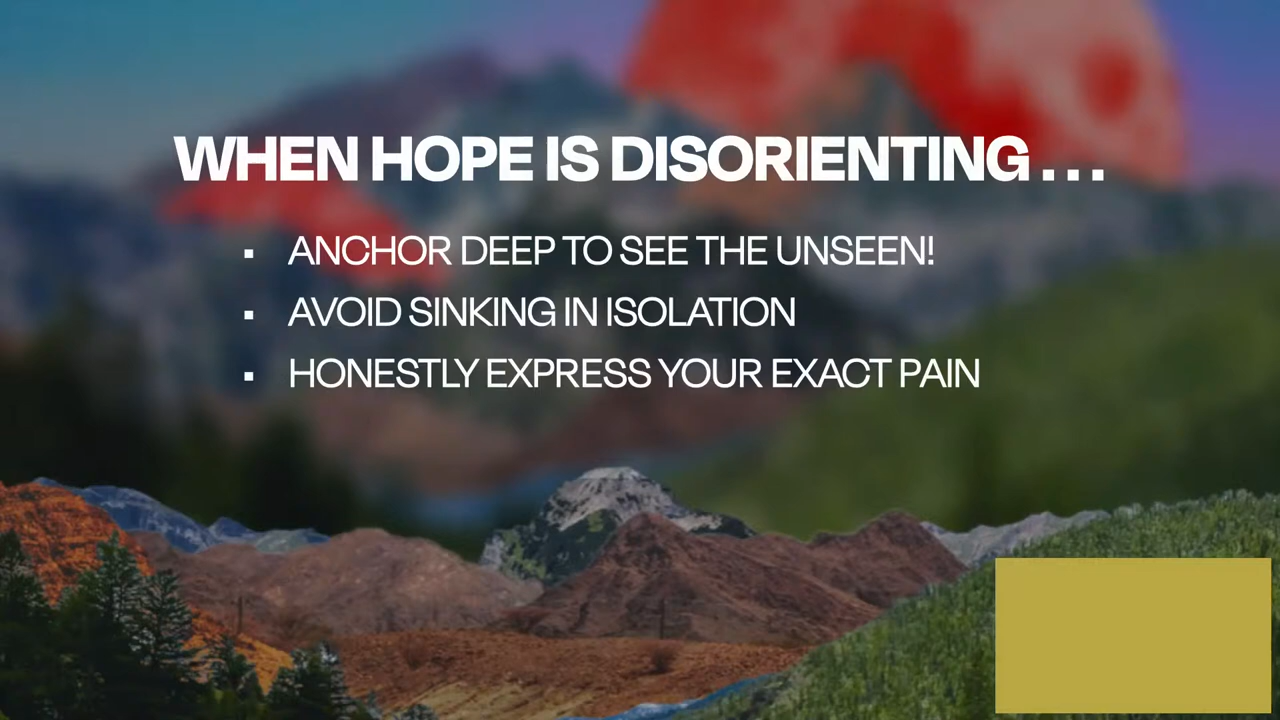 WHEN HOPE IS DISORIENTING . . .
▪ ANCHOR DEEP TO SEE THE UNSEEN!
▪ AVOID SINKING IN ISOLATION
▪ HONESTLY EXPRESS YOUR EXACT PAIN